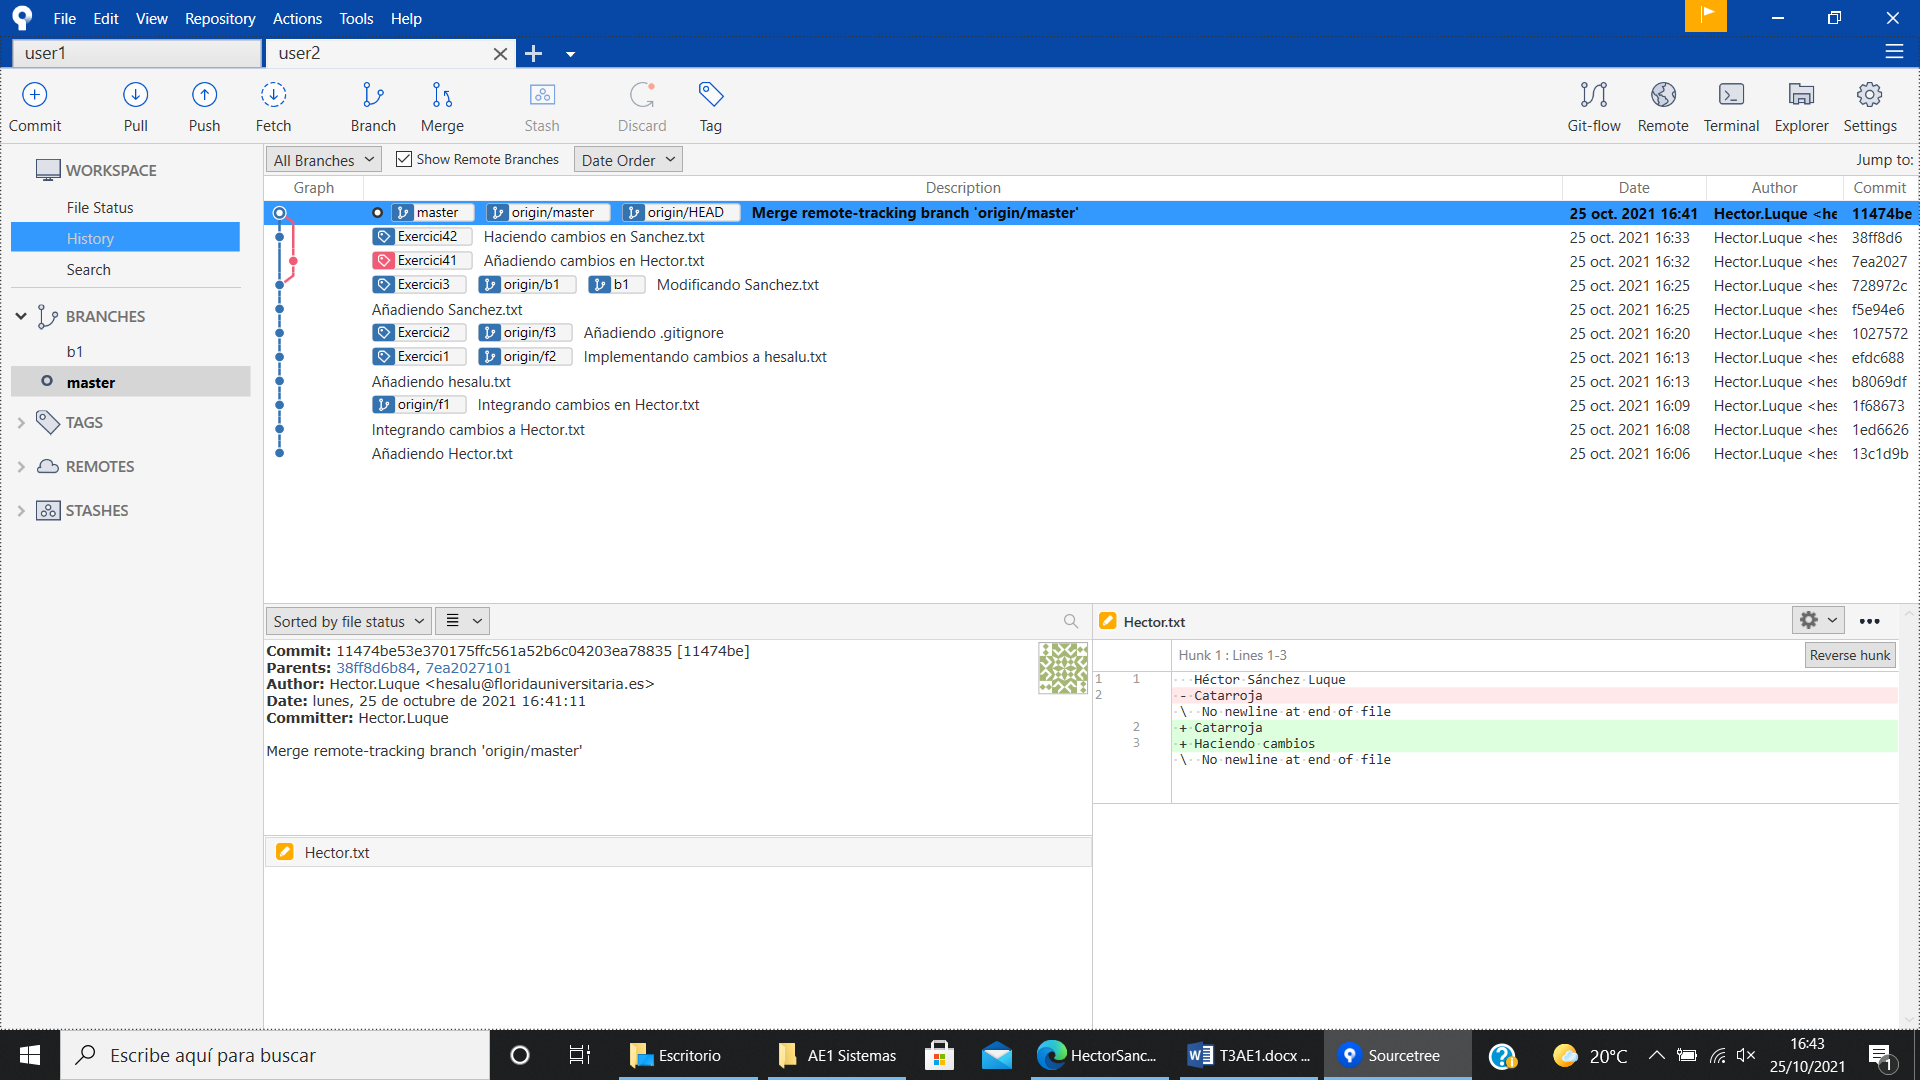 File Edit View Repository Actions Tools Help
user1 user2
Commit Pull Push Fetch Branch Merge Stash Discard Tag Git-flow Remote Terminal Explorer Settings
All Branches Show Remote Branches Date Order Jump to:
Graph Description Date Author Commit
master origin/master origin/HEAD Merge remote-tracking branch 'origin/master' 25 oct. 2021 16:41 Hector.Luque <he 11474be
Exercici42 Haciendo cambios en Sanchez.txt 25 oct. 2021 16:33 Hector.Luque <hes 38ff8d6
Exercici41 Añadiendo cambios en Hector.txt 25 oct. 2021 16:32 Hector.Luque <hes 7ea2027
Exercici3 origin/b1 b1 Modificando Sanchez.txt 25 oct. 2021 16:25 Hector.Luque <hes 728972c
Añadiendo Sanchez.txt 25 oct. 2021 16:25 Hector.Luque <hes f5e94e6
Exercici2 origin/f3 Añadiendo .gitignore 25 oct. 2021 16:20 Hector.Luque <hes 1027572
Exercici1 origin/f2 Implementando cambios a hesalu.txt 25 oct. 2021 16:13 Hector.Luque <hes efdc688
Añadiendo hesalu.txt 25 oct. 2021 16:13 Hector.Luque <hes b8069df
origin/f1 Integrando cambios en Hector.txt 25 oct. 2021 16:09 Hector.Luque <hes 1f68673
Integrando cambios a Hector.txt 25 oct. 2021 16:08 Hector.Luque <hes 1ed6626
Añadiendo Hector.txt 25 oct. 2021 16:06 Hector.Luque <hes 13c1d9b
WORKSPACE
File Status
History
Search
BRANCHES
b1
master
TAGS
REMOTES
STASHES
Sorted by file status
Commit: 11474be53e370175ffc561a52b6c04203ea78835 [11474be]
Parents: 38ff8d6b84, 7ea2027101
Author: Hector.Luque <hesalu@floridauniversitaria.es>
Date: lunes, 25 de octubre de 2021 16:41:11
Committer: Hector.Luque
Merge remote-tracking branch 'origin/master'
Hector.txt
Hector.txt
Hunk 1 : Lines 1-3 Reverse hunk
1 1 Héctor Sánchez Luque
2 - Catarroja
\ No newline at end of file
2 + Catarroja
3 + Haciendo cambios
\ No newline at end of file
Escribe aquí para buscar Escritorio AE1 Sistemas HectorSanc... T3AE1.docx ... Sourcetree 20°C 16:43
25/10/2021 1